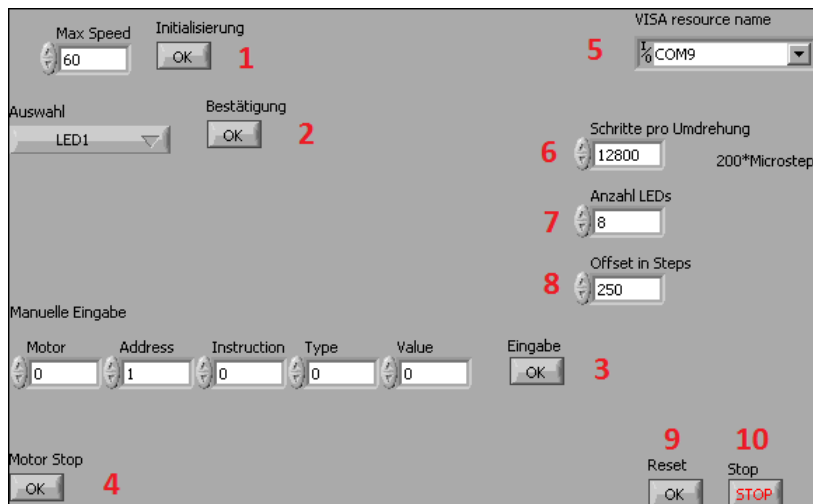 VISA resource name
Max Speed
Initialisierung
60
OK
1
5
I/O COM9
Auswahl
Bestätigung
LED1
OK
2
Schritte pro Umdrehung
6
12800
200*Microstep
Anzahl LEDs
7
8
Offset in Steps
8
250
Manuelle Eingabe
Motor Address Instruction Type Value Eingabe
0 1 0 0 0 OK 3
9 10
Motor Stop
Reset Stop
OK 4
OK STOP